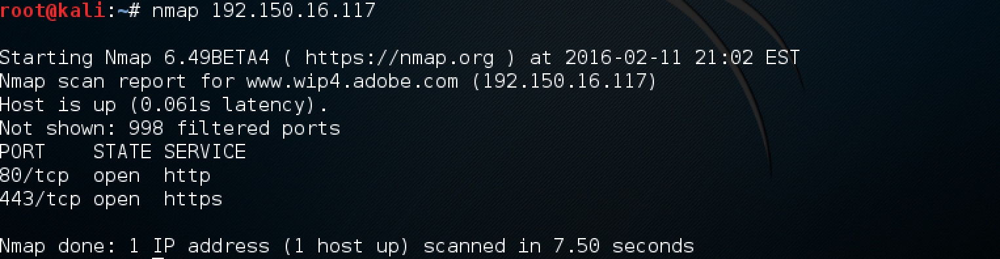 root@kali:~# nmap 192.150.16.117
Starting Nmap 6.49BETA4 ( https://nmap.org ) at 2016-02-11 21:02 EST
Nmap scan report for www.wip4.adobe.com (192.150.16.117)
Host is up (0.061s latency).
Not shown: 998 filtered ports
PORT    STATE SERVICE
80/tcp  open  http
443/tcp open  https
Nmap done: 1 IP address (1 host up) scanned in 7.50 seconds